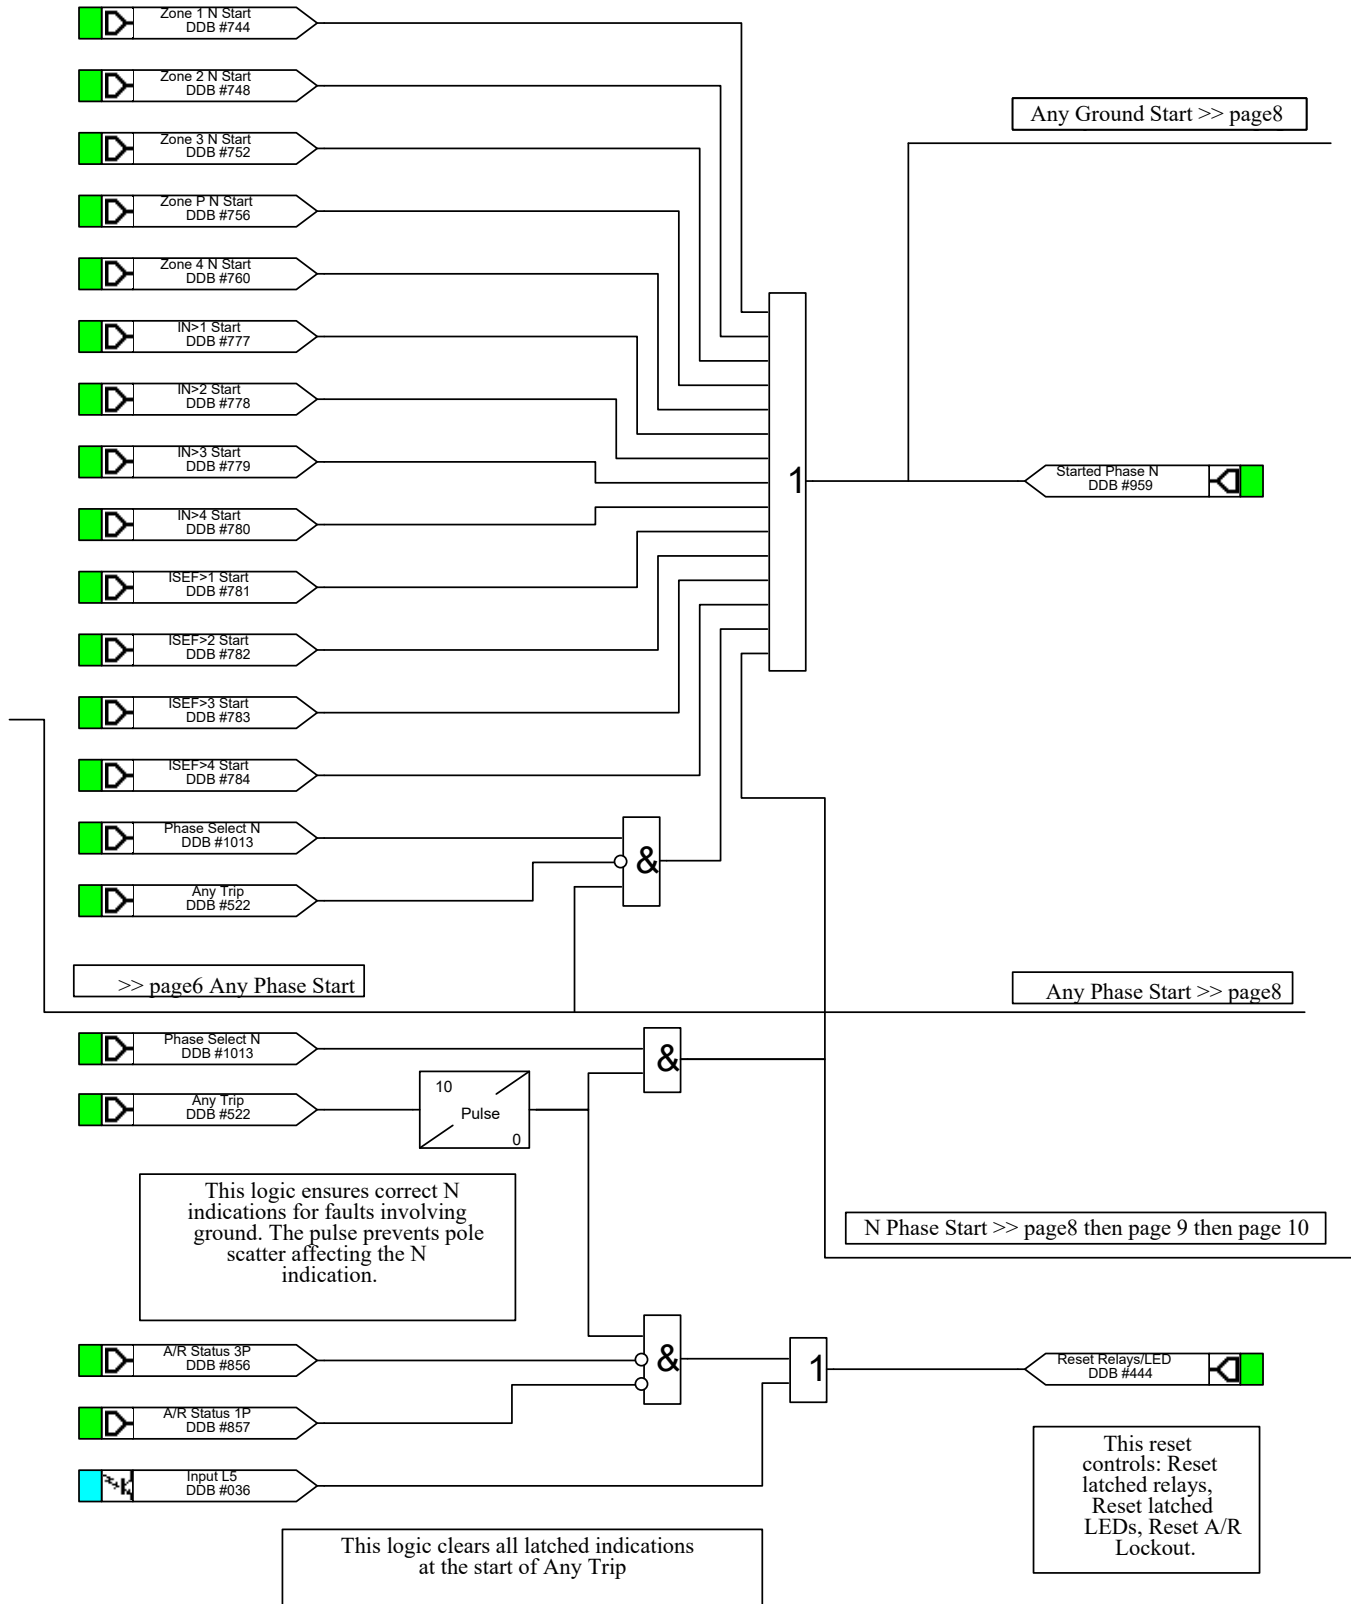 Zone 1 N Start
DDB #744
Zone 2 N Start
DDB #748
Any Ground Start >> page8
Zone 3 N Start
DDB #752
Zone P N Start
DDB #756
Zone 4 N Start
DDB #760
IN>1 Start
DDB #777
IN>2 Start
DDB #778
IN>3 Start
DDB #779
1
Started Phase N
DDB #959
IN>4 Start
DDB #780
ISEF>1 Start
DDB #781
ISEF>2 Start
DDB #782
ISEF>3 Start
DDB #783
ISEF>4 Start
DDB #784
Phase Select N
DDB #1013
&
Any Trip
DDB #522
>> page6 Any Phase Start
Any Phase Start >> page8
Phase Select N
DDB #1013
&
Any Trip
DDB #522
10
Pulse
0
This logic ensures correct N
indications for faults involving
ground. The pulse prevents pole
scatter affecting the N
indication.
N Phase Start >> page8 then page 9 then page 10
A/R Status 3P
DDB #856
&
1
Reset Relays/LED
DDB #444
A/R Status 1P
DDB #857
Input L5
DDB #036
This reset
controls: Reset
latched relays,
Reset latched
LEDs, Reset A/R
Lockout.
This logic clears all latched indications
at the start of Any Trip